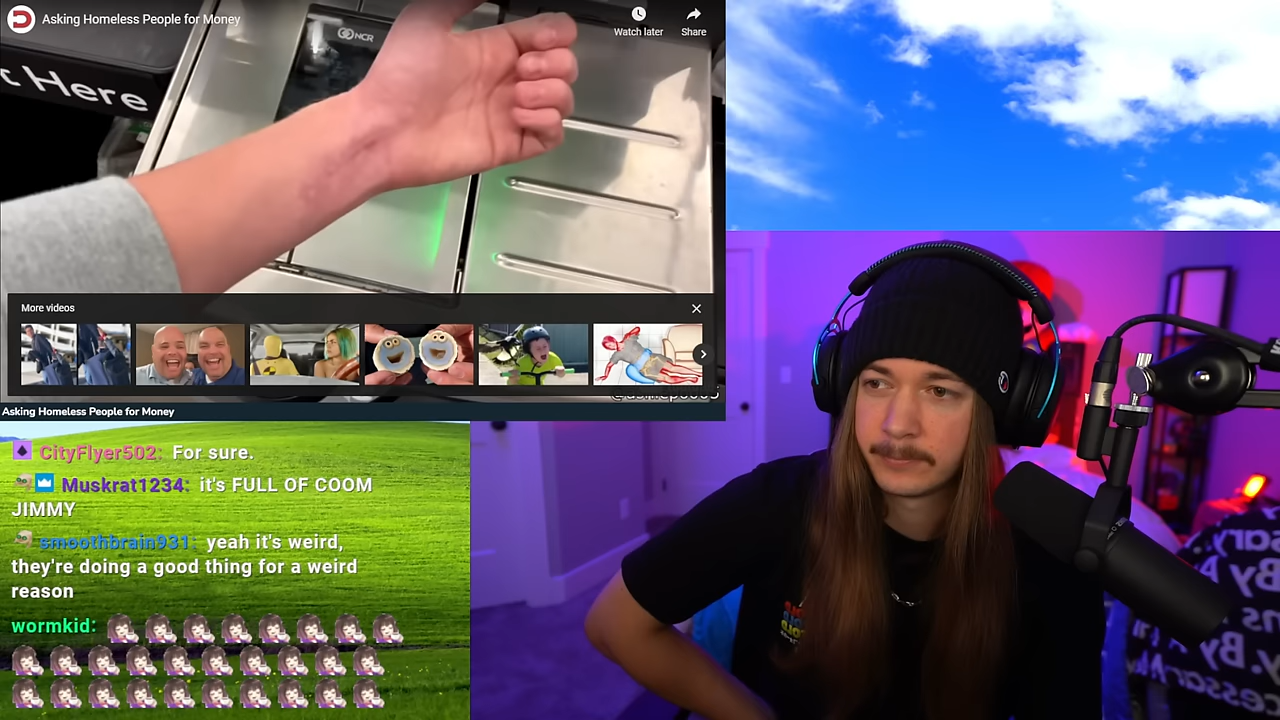 Asking Homeless People for Money
Watch later
Share
NCR
t Here
More videos
Asking Homeless People for Money
CityFlyer502: For sure.
Muskrat1234: it's FULL OF COOM
JIMMY
smoothbrain931: yeah it's weird,
they're doing a good thing for a weird
reason
wormkid: